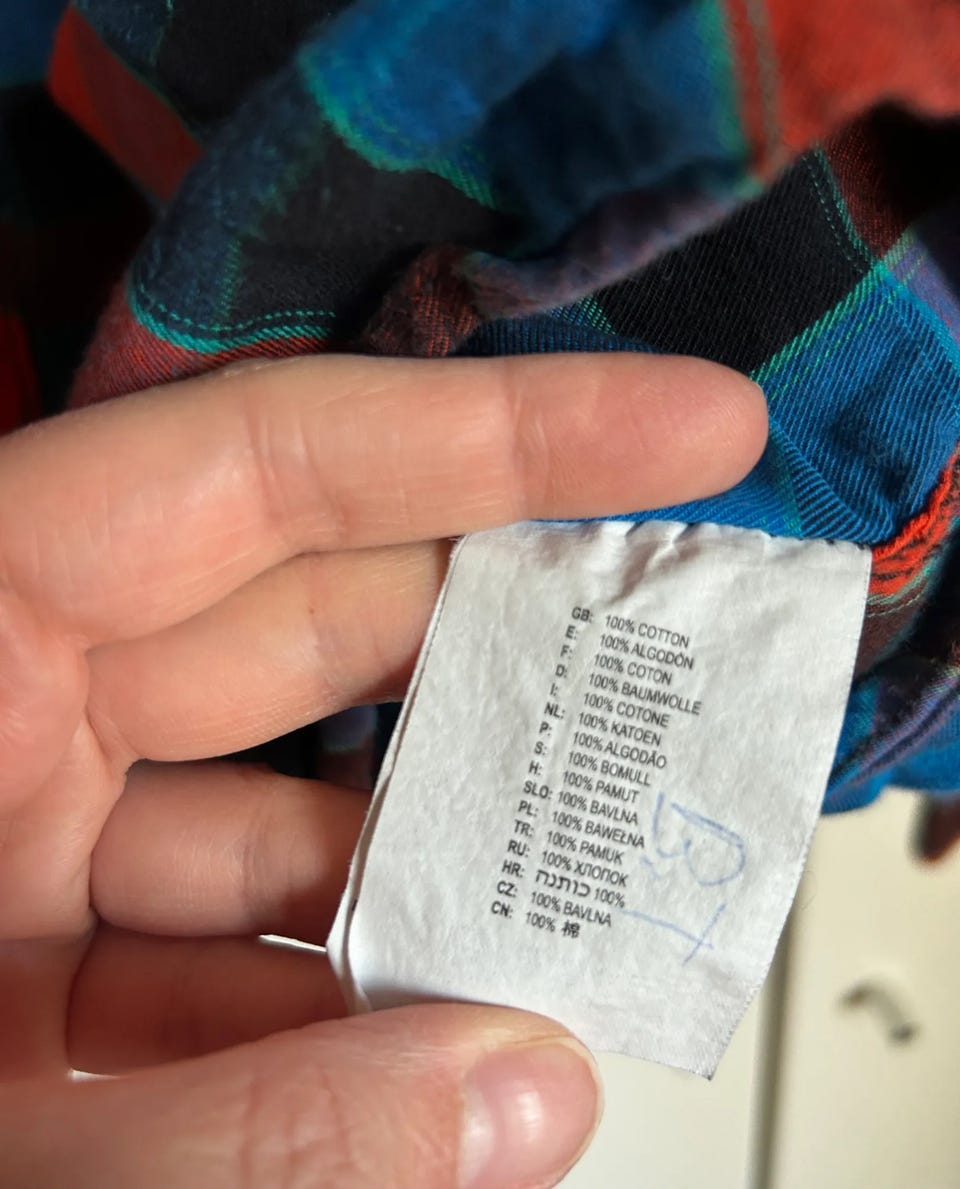 GB: 100% COTTON
E: 100% ALGODÓN
F: 100% COTON
D: 100% BAUMWOLLE
I: 100% COTONE
NL: 100% KATOEN
P: 100% ALGODÃO
S: 100% BOMULL
H: 100% PAMUT
SLO: 100% BAVLNA
PL: 100% BAWEŁNA
TR: 100% PAMUK
RU: 100% ХЛОПОК
HR: 100% כותנה
CZ: 100% BAVLNA
CN: 100% 棉